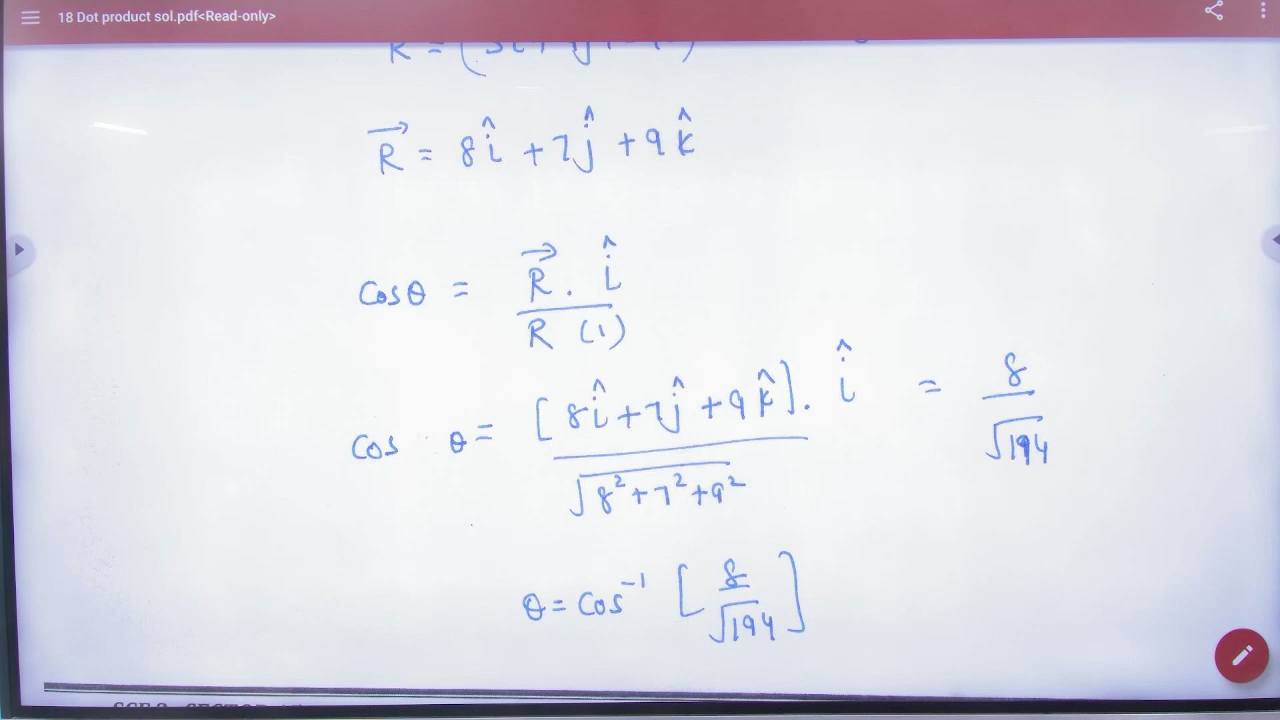 18 Dot product sol.pdf<Read-only>
R⃗ = 8î + 7ĵ + 9k̂
cosθ = R⃗ . î / R (1)
cos θ = [8î + 7ĵ + 9k̂] . î / √8² + 7² + 9² = 8 / √194
θ = cos⁻¹ [8 / √194]